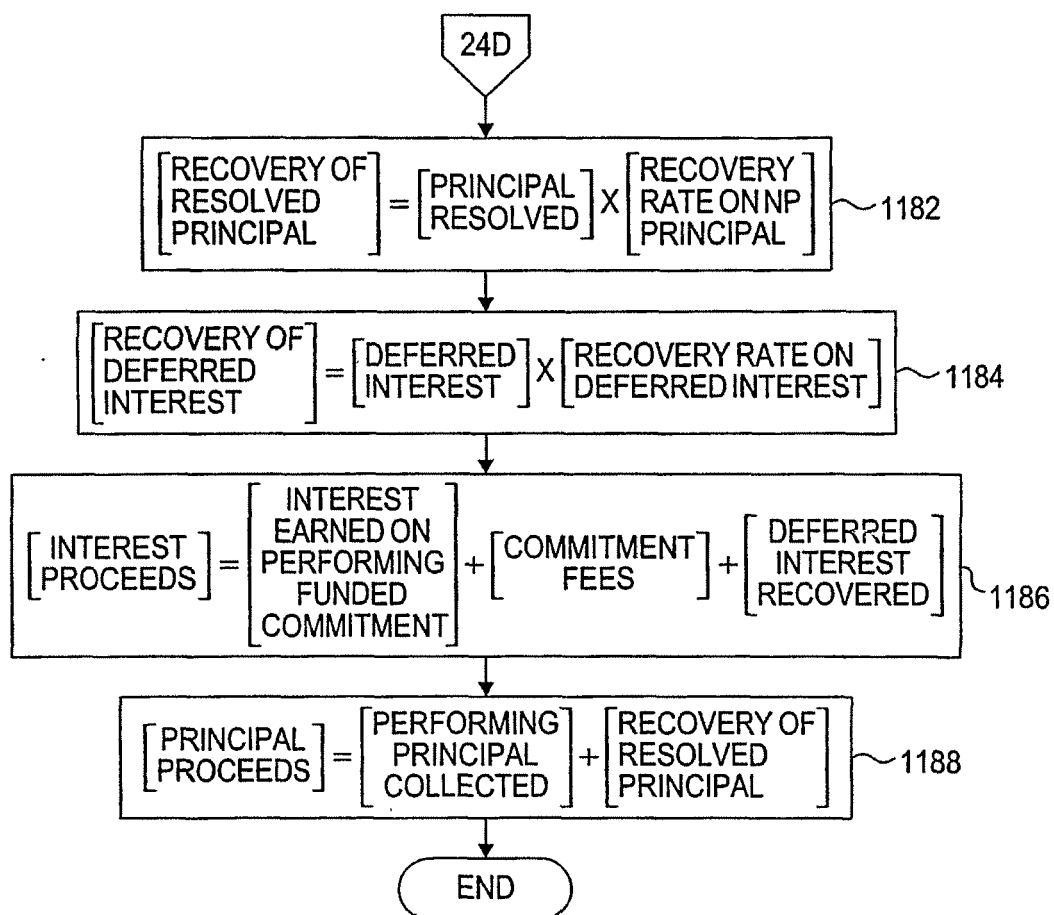 24D
[RECOVERY OF
RESOLVED
PRINCIPAL] = [PRINCIPAL
RESOLVED] X [RECOVERY
RATE ON NP
PRINCIPAL]
1182
[RECOVERY OF
DEFERRED
INTEREST] = [DEFERRED
INTEREST] X [RECOVERY RATE ON
DEFERRED INTEREST]
1184
[INTEREST
PROCEEDS] = [INTEREST
EARNED ON
PERFORMING
FUNDED
COMMITMENT] + [COMMITMENT
FEES] + [DEFERRED
INTEREST
RECOVERED]
1186
[PRINCIPAL
PROCEEDS] = [PERFORMING
PRINCIPAL
COLLECTED] + [RECOVERY OF
RESOLVED
PRINCIPAL]
1188
END